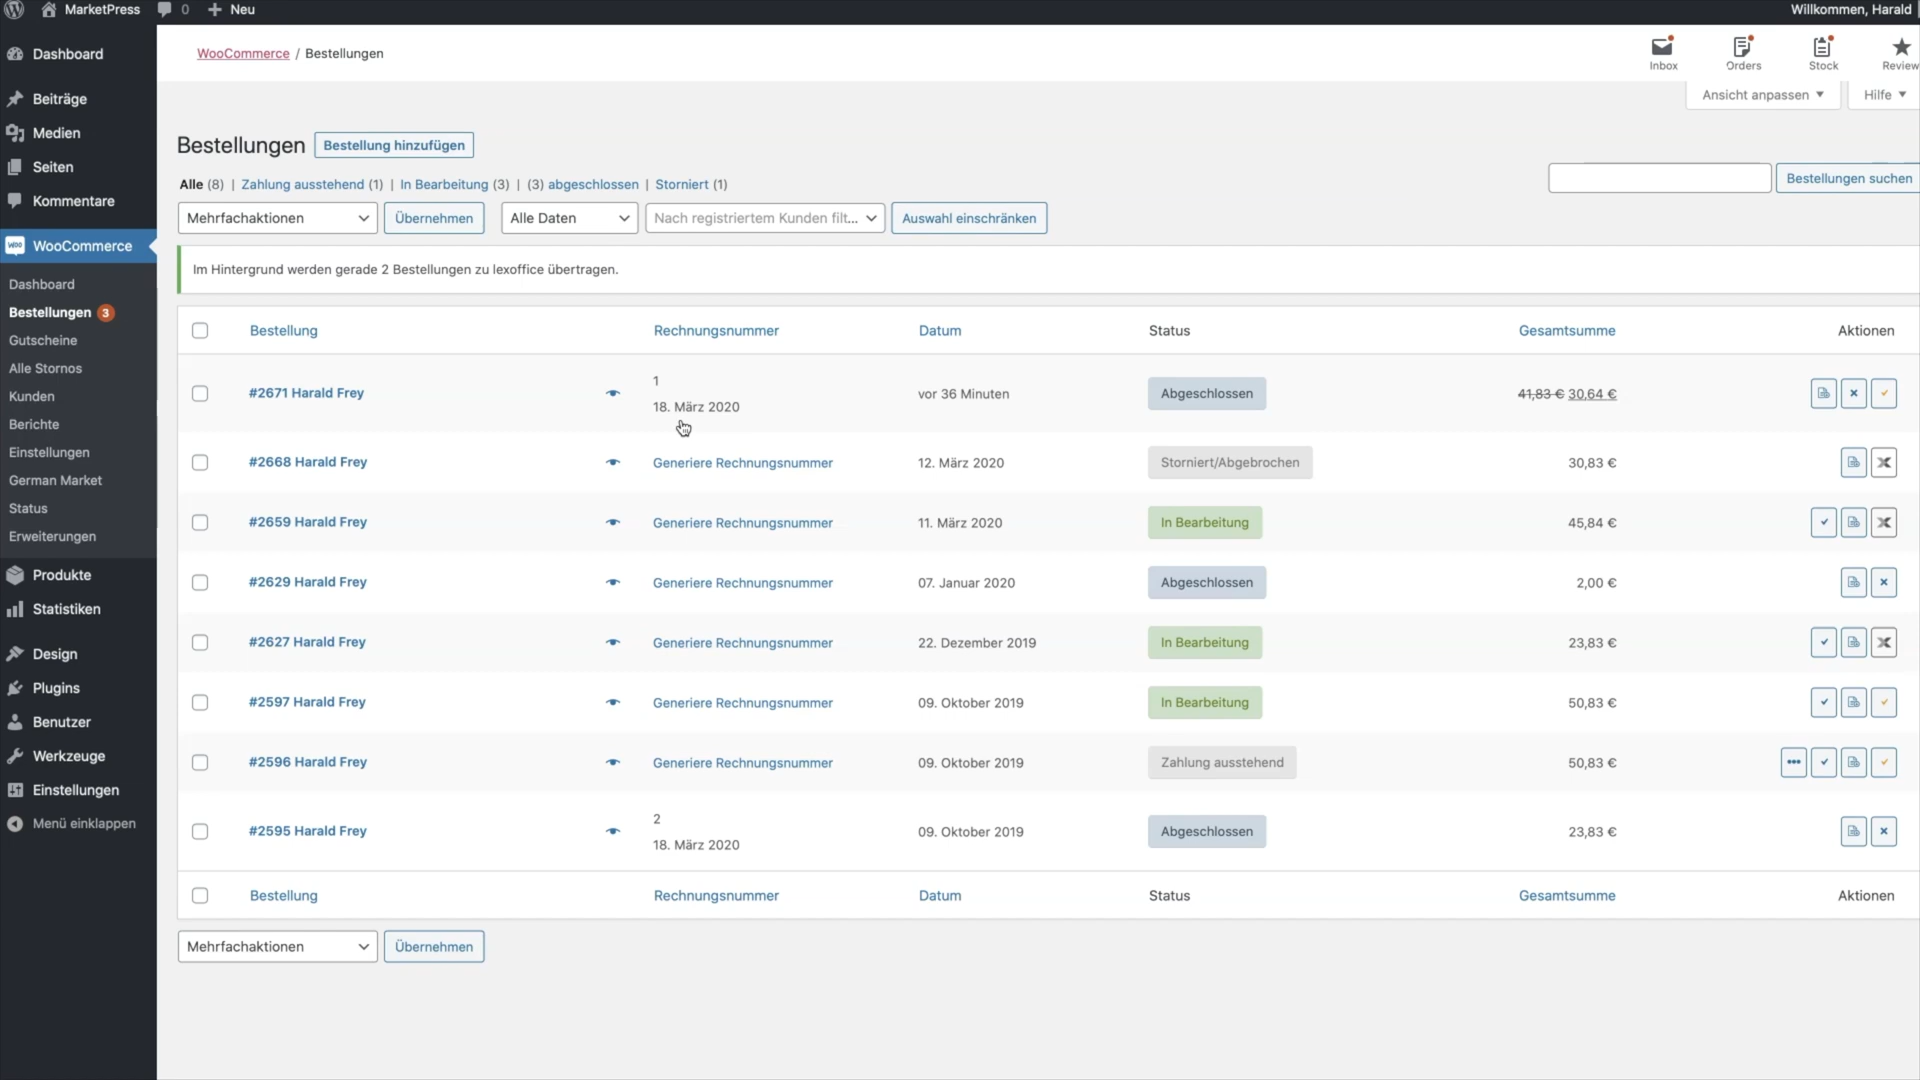 MarketPress 0 Neu Willkommen, Harald
Dashboard
Beiträge
Medien
Seiten
Kommentare
WooCommerce
Dashboard
Bestellungen 3
Gutscheine
Alle Stornos
Kunden
Berichte
Einstellungen
German Market
Status
Erweiterungen
Produkte
Statistiken
Design
Plugins
Benutzer
Werkzeuge
Einstellungen
Menü einklappen
WooCommerce / Bestellungen
Inbox Orders Stock Review
Ansicht anpassen Hilfe
Bestellungen Bestellung hinzufügen
Alle (8) | Zahlung ausstehend (1) | In Bearbeitung (3) | (3) abgeschlossen | Storniert (1)
Bestellungen suchen
Mehrfachaktionen Übernehmen Alle Daten Nach registriertem Kunden filt... Auswahl einschränken
Im Hintergrund werden gerade 2 Bestellungen zu lexoffice übertragen.
Bestellung Rechnungsnummer Datum Status Gesamtsumme Aktionen
1
#2671 Harald Frey vor 36 Minuten Abgeschlossen 41,83 € 30,64 €
18. März 2020
#2668 Harald Frey Generiere Rechnungsnummer 12. März 2020 Storniert/Abgebrochen 30,83 €
#2659 Harald Frey Generiere Rechnungsnummer 11. März 2020 In Bearbeitung 45,84 €
#2629 Harald Frey Generiere Rechnungsnummer 07. Januar 2020 Abgeschlossen 2,00 €
#2627 Harald Frey Generiere Rechnungsnummer 22. Dezember 2019 In Bearbeitung 23,83 €
#2597 Harald Frey Generiere Rechnungsnummer 09. Oktober 2019 In Bearbeitung 50,83 €
#2596 Harald Frey Generiere Rechnungsnummer 09. Oktober 2019 Zahlung ausstehend 50,83 €
2
#2595 Harald Frey 09. Oktober 2019 Abgeschlossen 23,83 €
18. März 2020
Bestellung Rechnungsnummer Datum Status Gesamtsumme Aktionen
Mehrfachaktionen Übernehmen